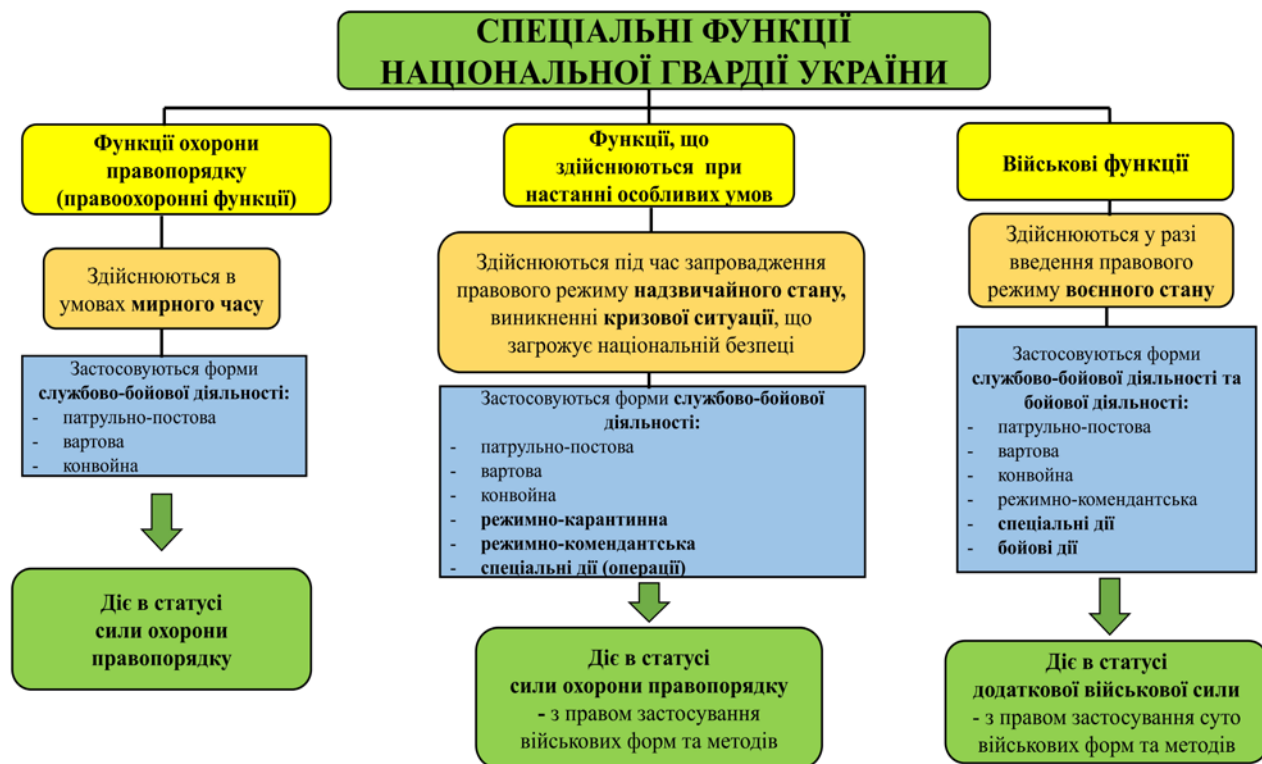 СПЕЦІАЛЬНІ ФУНКЦІЇ
НАЦІОНАЛЬНОЇ ГВАРДІЇ УКРАЇНИ
Функції охорони
правопорядку
(правоохоронні функції)
Здійснюються в
умовах мирного часу
Застосовуються форми
службово-бойової діяльності:
- патрульно-постова
- вартова
- конвойна
Діє в статусі
сили охорони
правопорядку
Функції, що
здійснюються при
настанні особливих умов
Здійснюються під час запровадження
правового режиму надзвичайного стану,
виникненні кризової ситуації, що
загрожує національній безпеці
Застосовуються форми службово-бойової
діяльності:
- патрульно-постова
- вартова
- конвойна
- режимно-карантинна
- режимно-комендантська
- спеціальні дії (операції)
Діє в статусі
сили охорони правопорядку
- з правом застосування
військових форм та методів
Військові функції
Здійснюються у разі
введення правового
режиму воєнного стану
Застосовуються форми
службово-бойової діяльності та
бойової діяльності:
- патрульно-постова
- вартова
- конвойна
- режимно-комендантська
- спеціальні дії
- бойові дії
Діє в статусі
додаткової військової сили
- з правом застосування суто
військових форм та методів